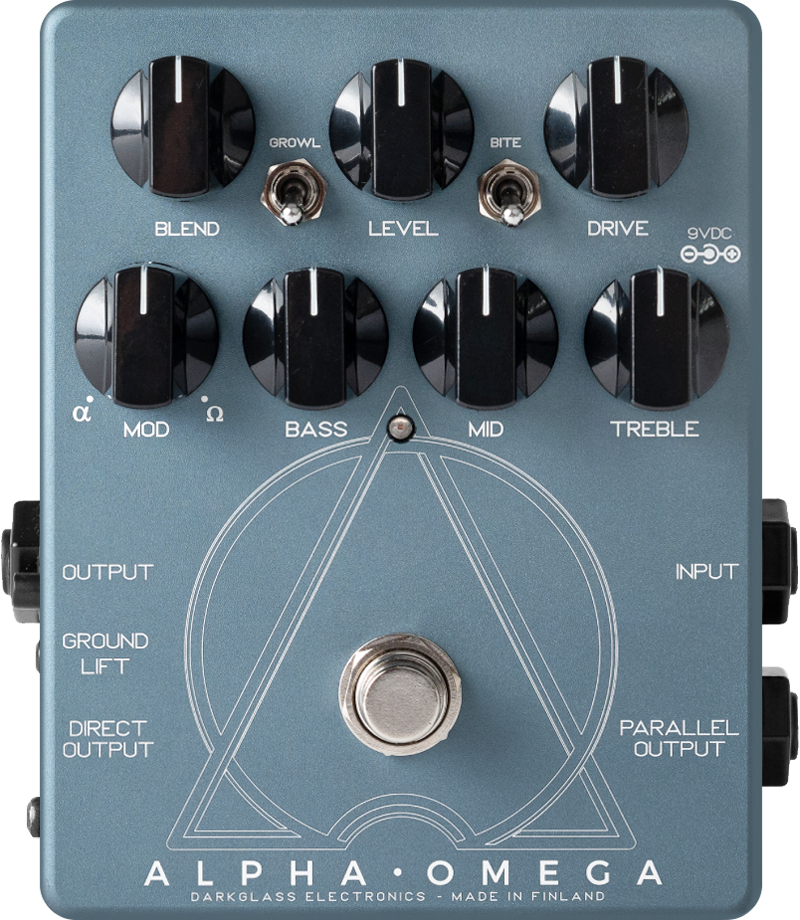 GROWL
BITE
BLEND
LEVEL
DRIVE
9VDC
α
Ω
MOD
BASS
MID
TREBLE
OUTPUT
INPUT
GROUND
LIFT
DIRECT
OUTPUT
PARALLEL
OUTPUT
ALPHA·OMEGA
DARKGLASS ELECTRONICS - MADE IN FINLAND